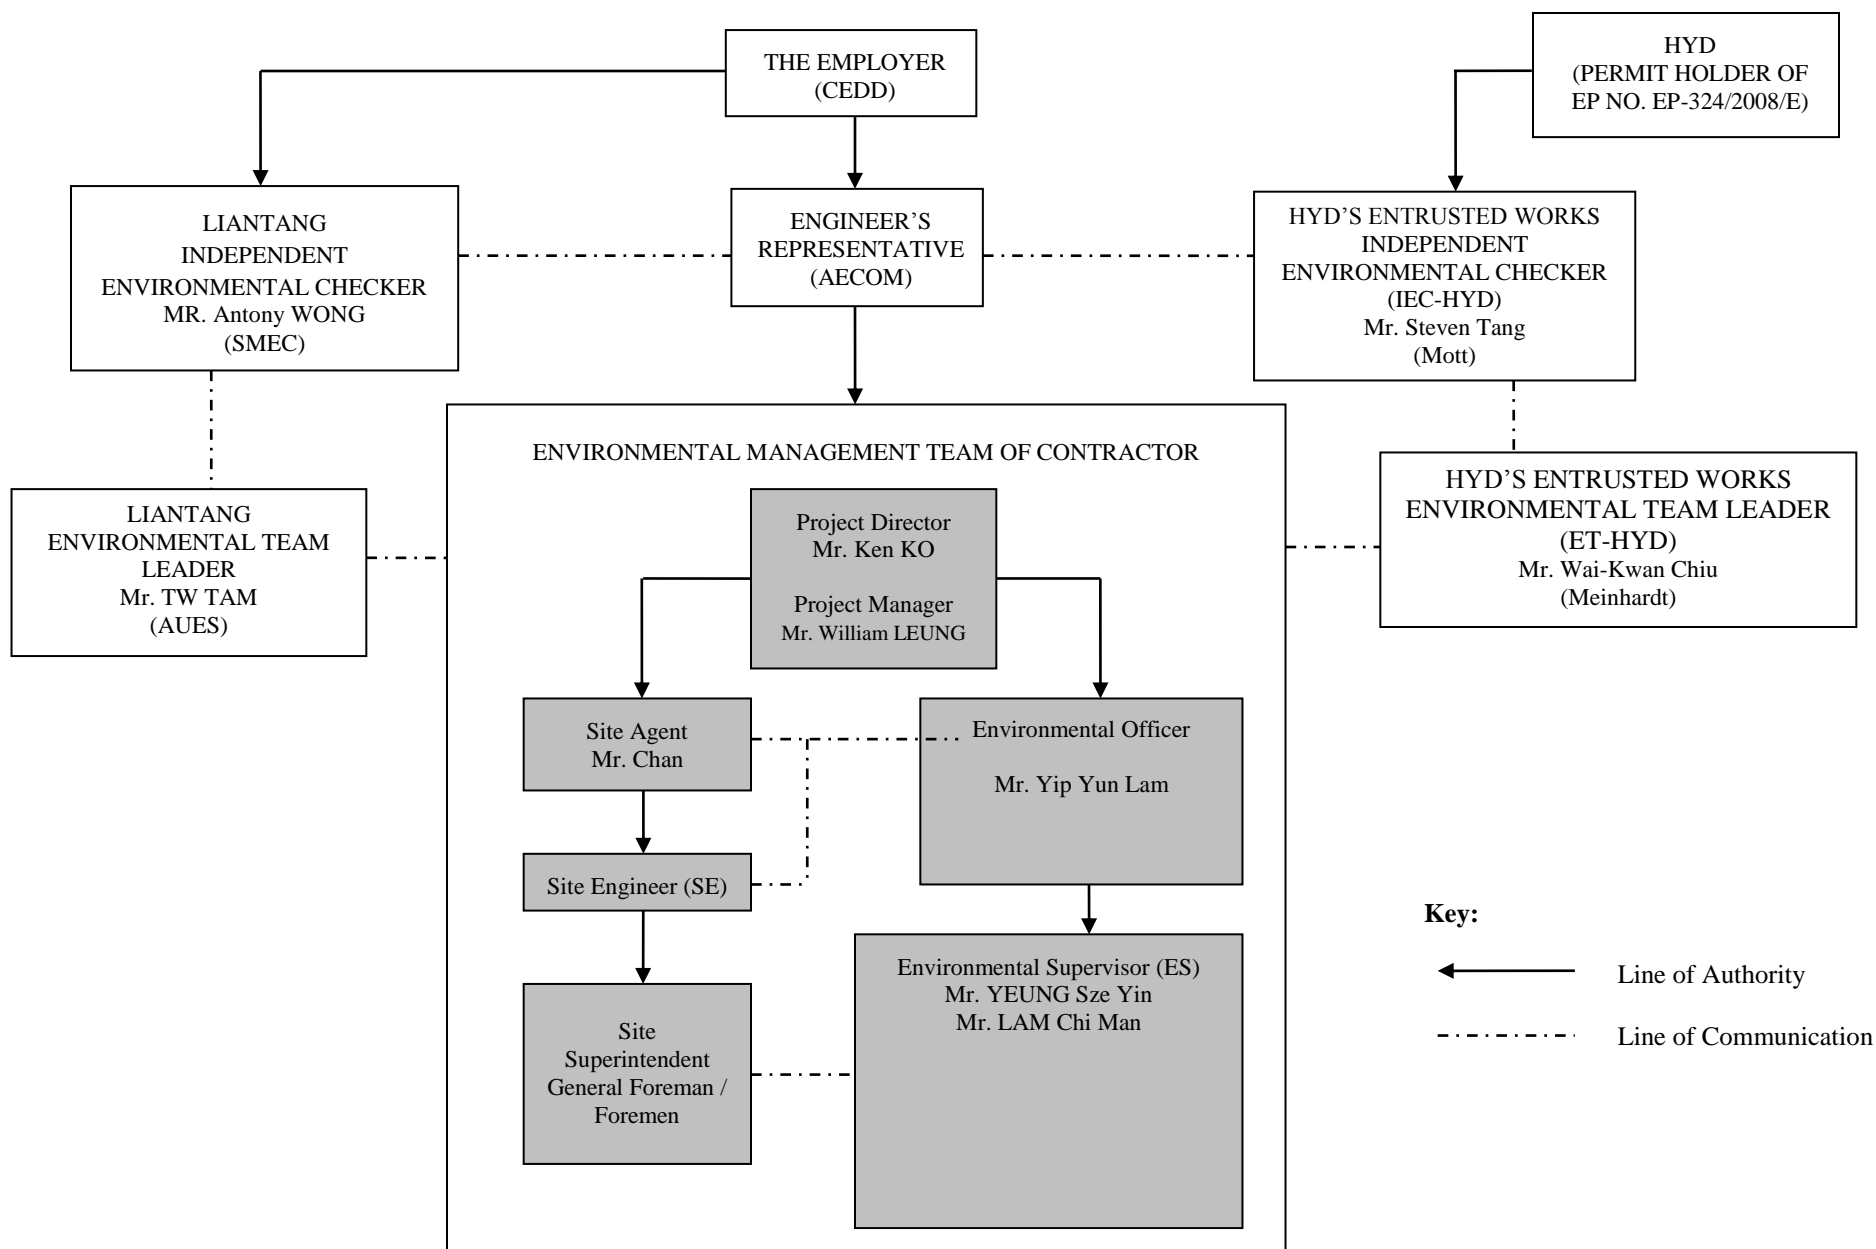 THE EMPLOYER
(CEDD)
HYD
(PERMIT HOLDER OF
EP NO. EP-324/2008/E)
LIANTANG
INDEPENDENT
ENVIRONMENTAL CHECKER
MR. Antony WONG
(SMEC)
ENGINEER’S
REPRESENTATIVE
(AECOM)
HYD’S ENTRUSTED WORKS
INDEPENDENT
ENVIRONMENTAL CHECKER
(IEC-HYD)
Mr. Steven Tang
(Mott)
ENVIRONMENTAL MANAGEMENT TEAM OF CONTRACTOR
LIANTANG
ENVIRONMENTAL TEAM
LEADER
Mr. TW TAM
(AUES)
HYD’S ENTRUSTED WORKS
ENVIRONMENTAL TEAM LEADER
(ET-HYD)
Mr. Wai-Kwan Chiu
(Meinhardt)
Project Director
Mr. Ken KO
Project Manager
Mr. William LEUNG
Site Agent
Mr. Chan
Environmental Officer
Mr. Yip Yun Lam
Site Engineer (SE)
Environmental Supervisor (ES)
Mr. YEUNG Sze Yin
Mr. LAM Chi Man
Site
Superintendent
General Foreman /
Foremen
Key:
Line of Authority
Line of Communication